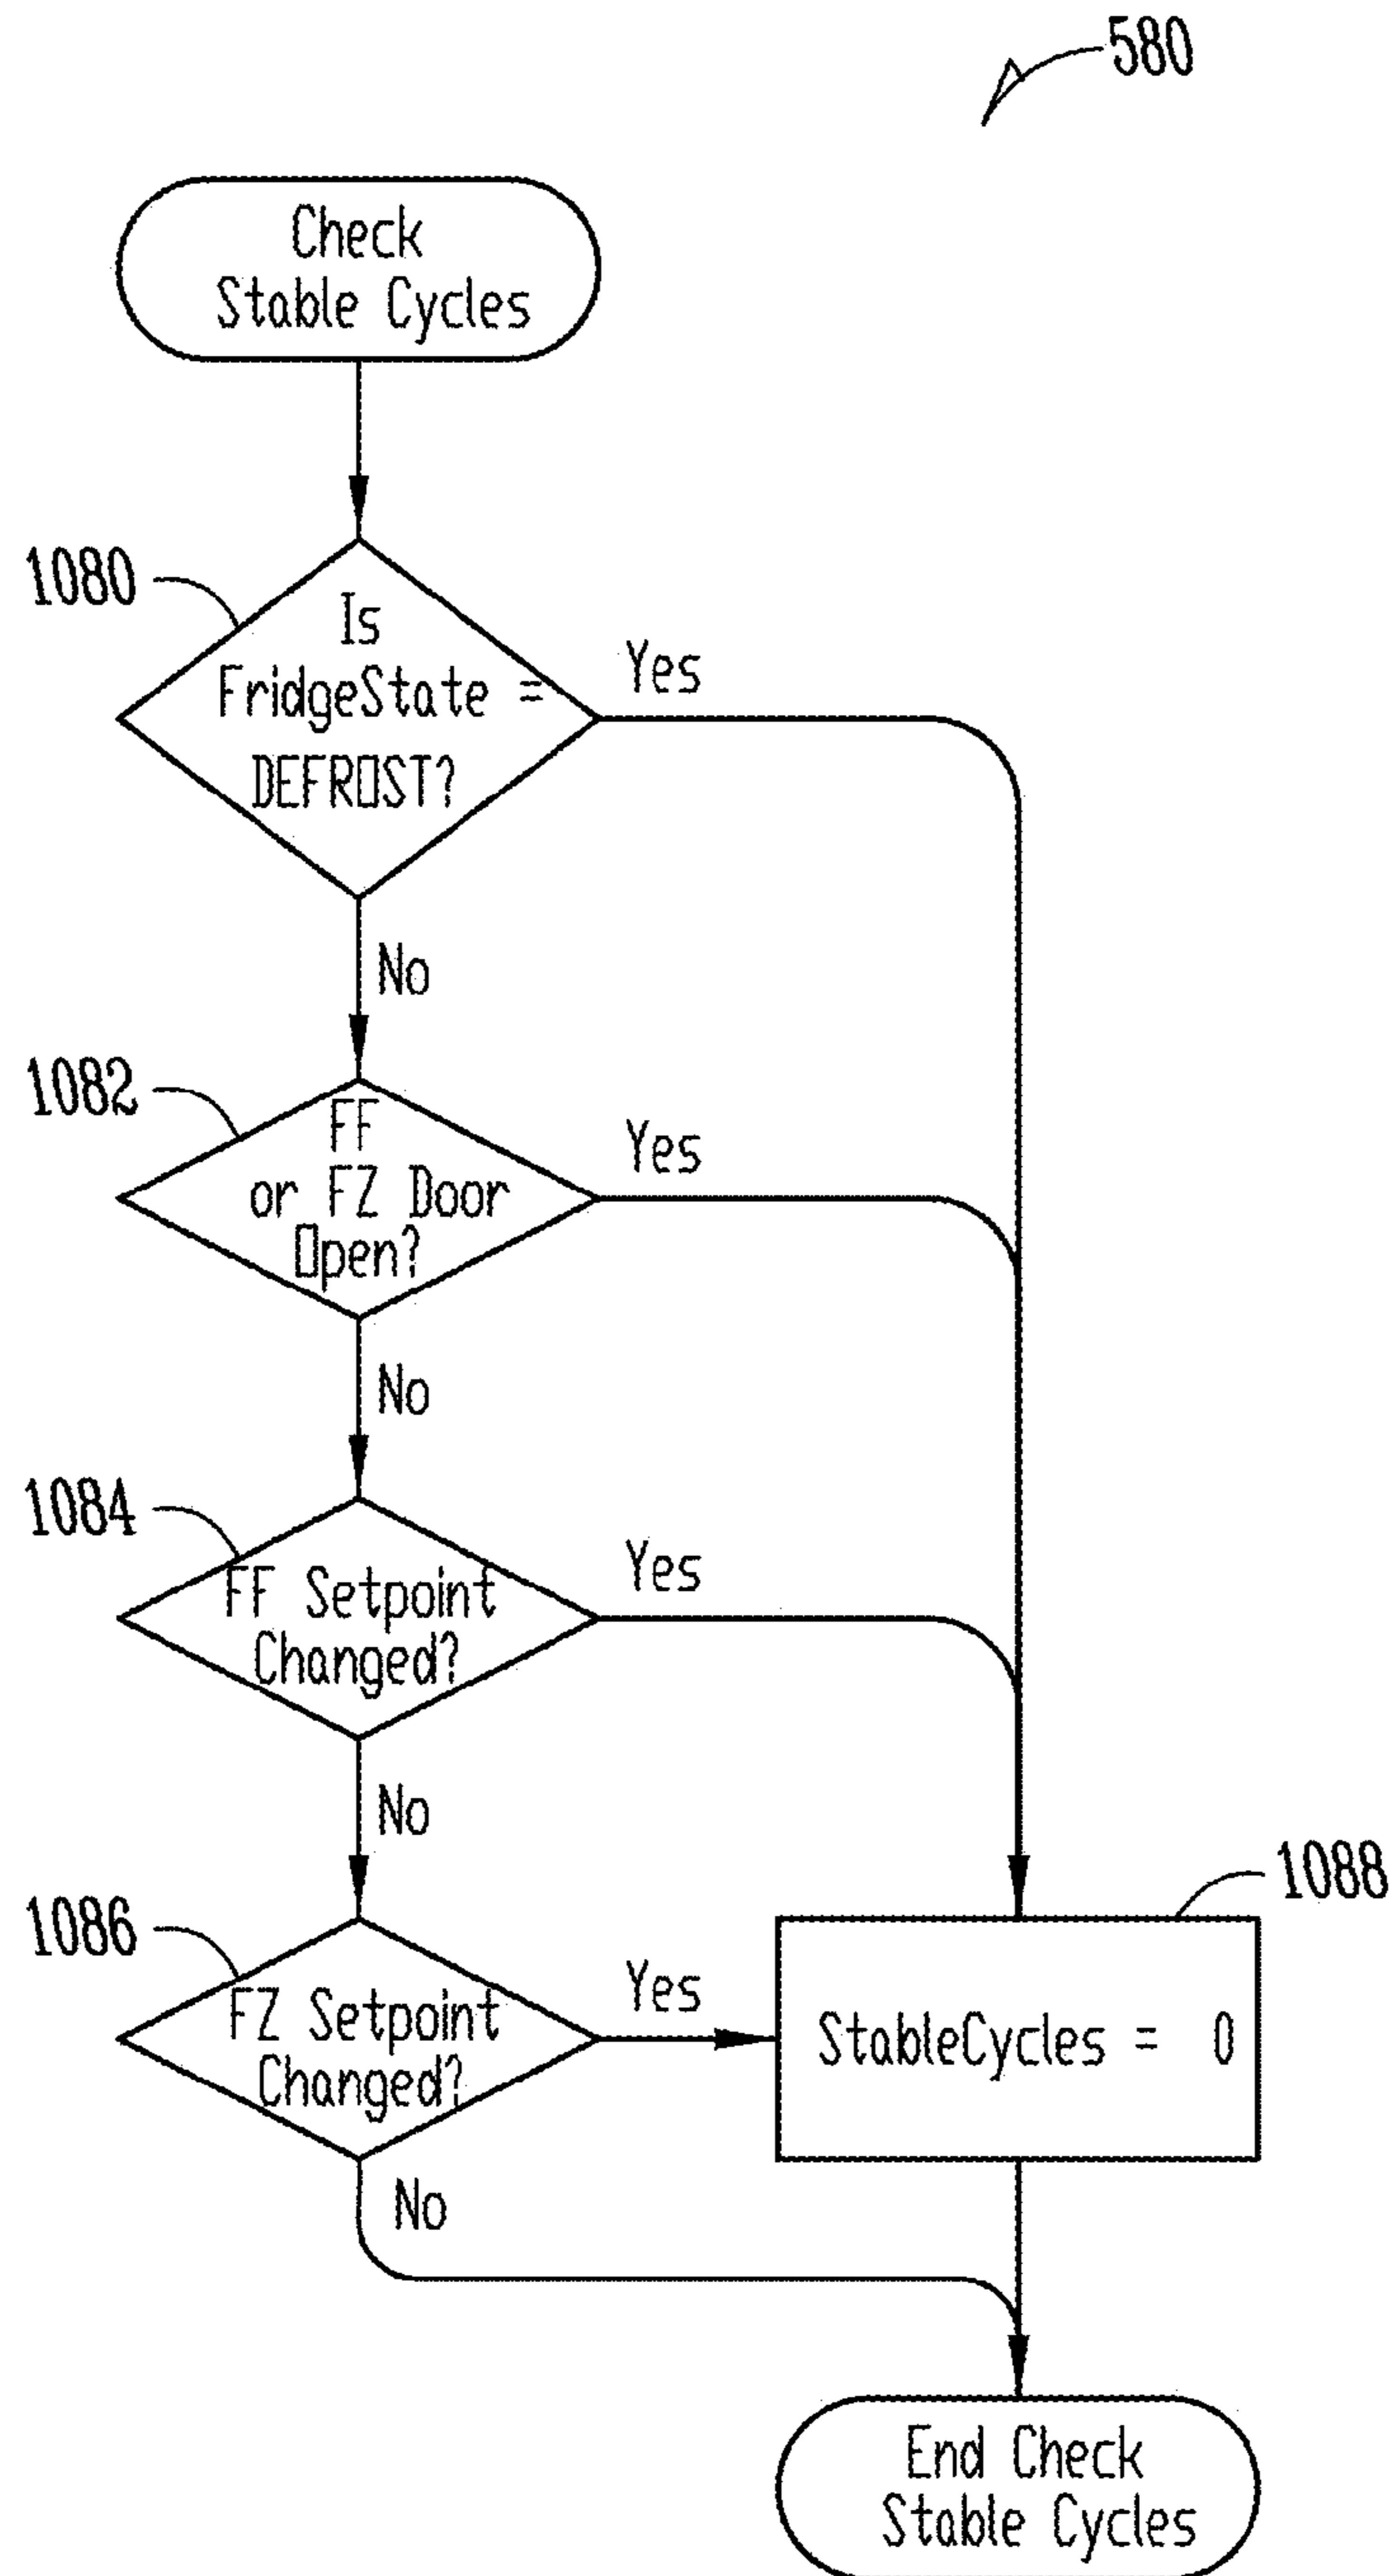 580
Check
Stable Cycles
1080
Is
FridgeState =
DEFROST?
Yes
No
1082
FF
or FZ Door
Open?
Yes
No
1084
FF Setpoint
Changed?
Yes
No
1086
FZ Setpoint
Changed?
Yes
No
1088
StableCycles = 0
End Check
Stable Cycles